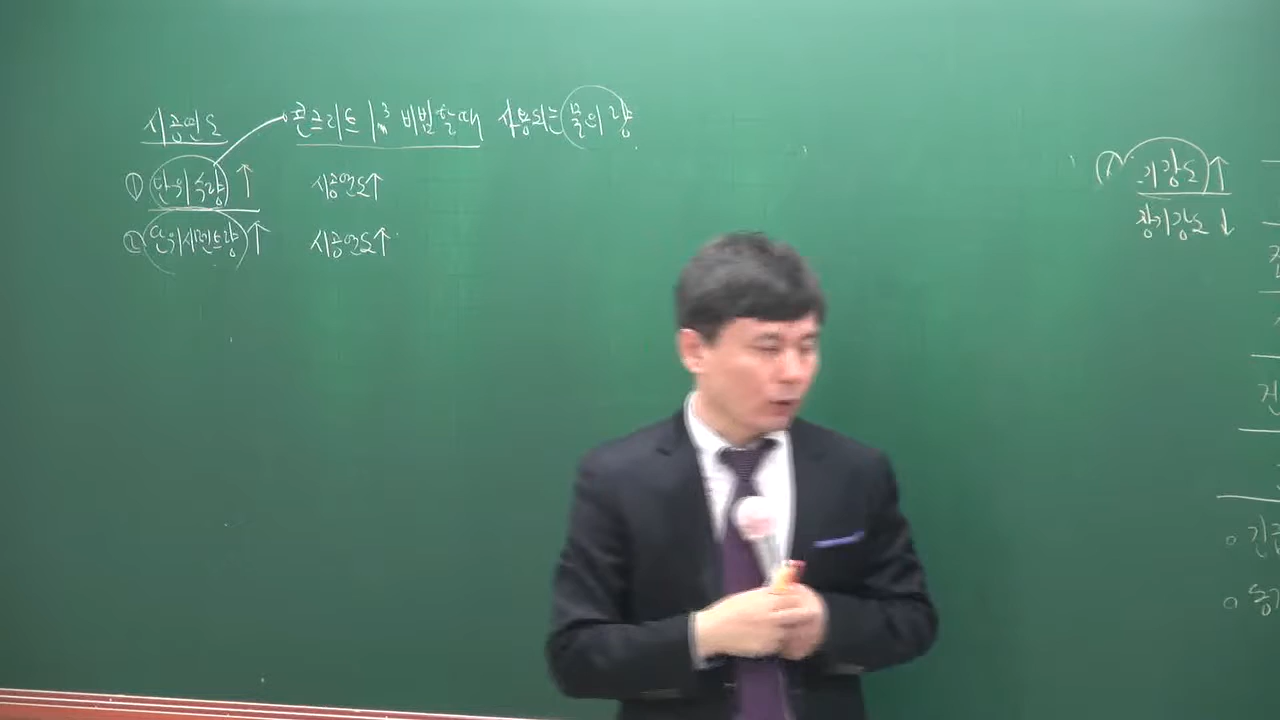 시공연도
콘크리트 1m³ 비빔할때 사용되는 물의 양
① 단위수량 ↑ 시공연도↑
② 단위시멘트량 ↑ 시공연도↑
초기강도 ↑
장기강도 ↓